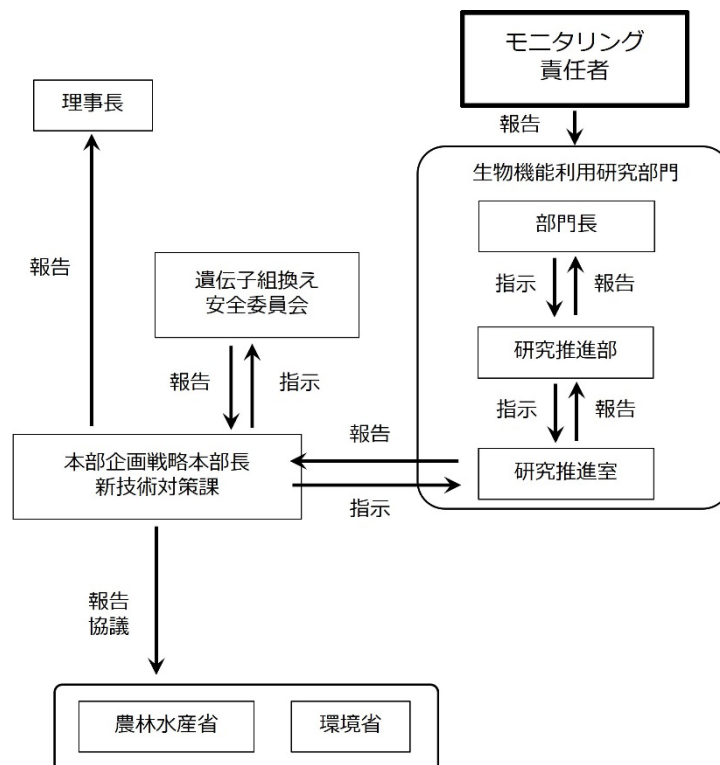 モニタリング
責任者
理事長
報告
生物機能利用研究部門
部門長
報告
指示
報告
遺伝子組換え
安全委員会
研究推進部
報告
指示
指示
報告
報告
本部企画戦略本部長
新技術対策課
研究推進室
指示
報告
協議
農林水産省
環境省